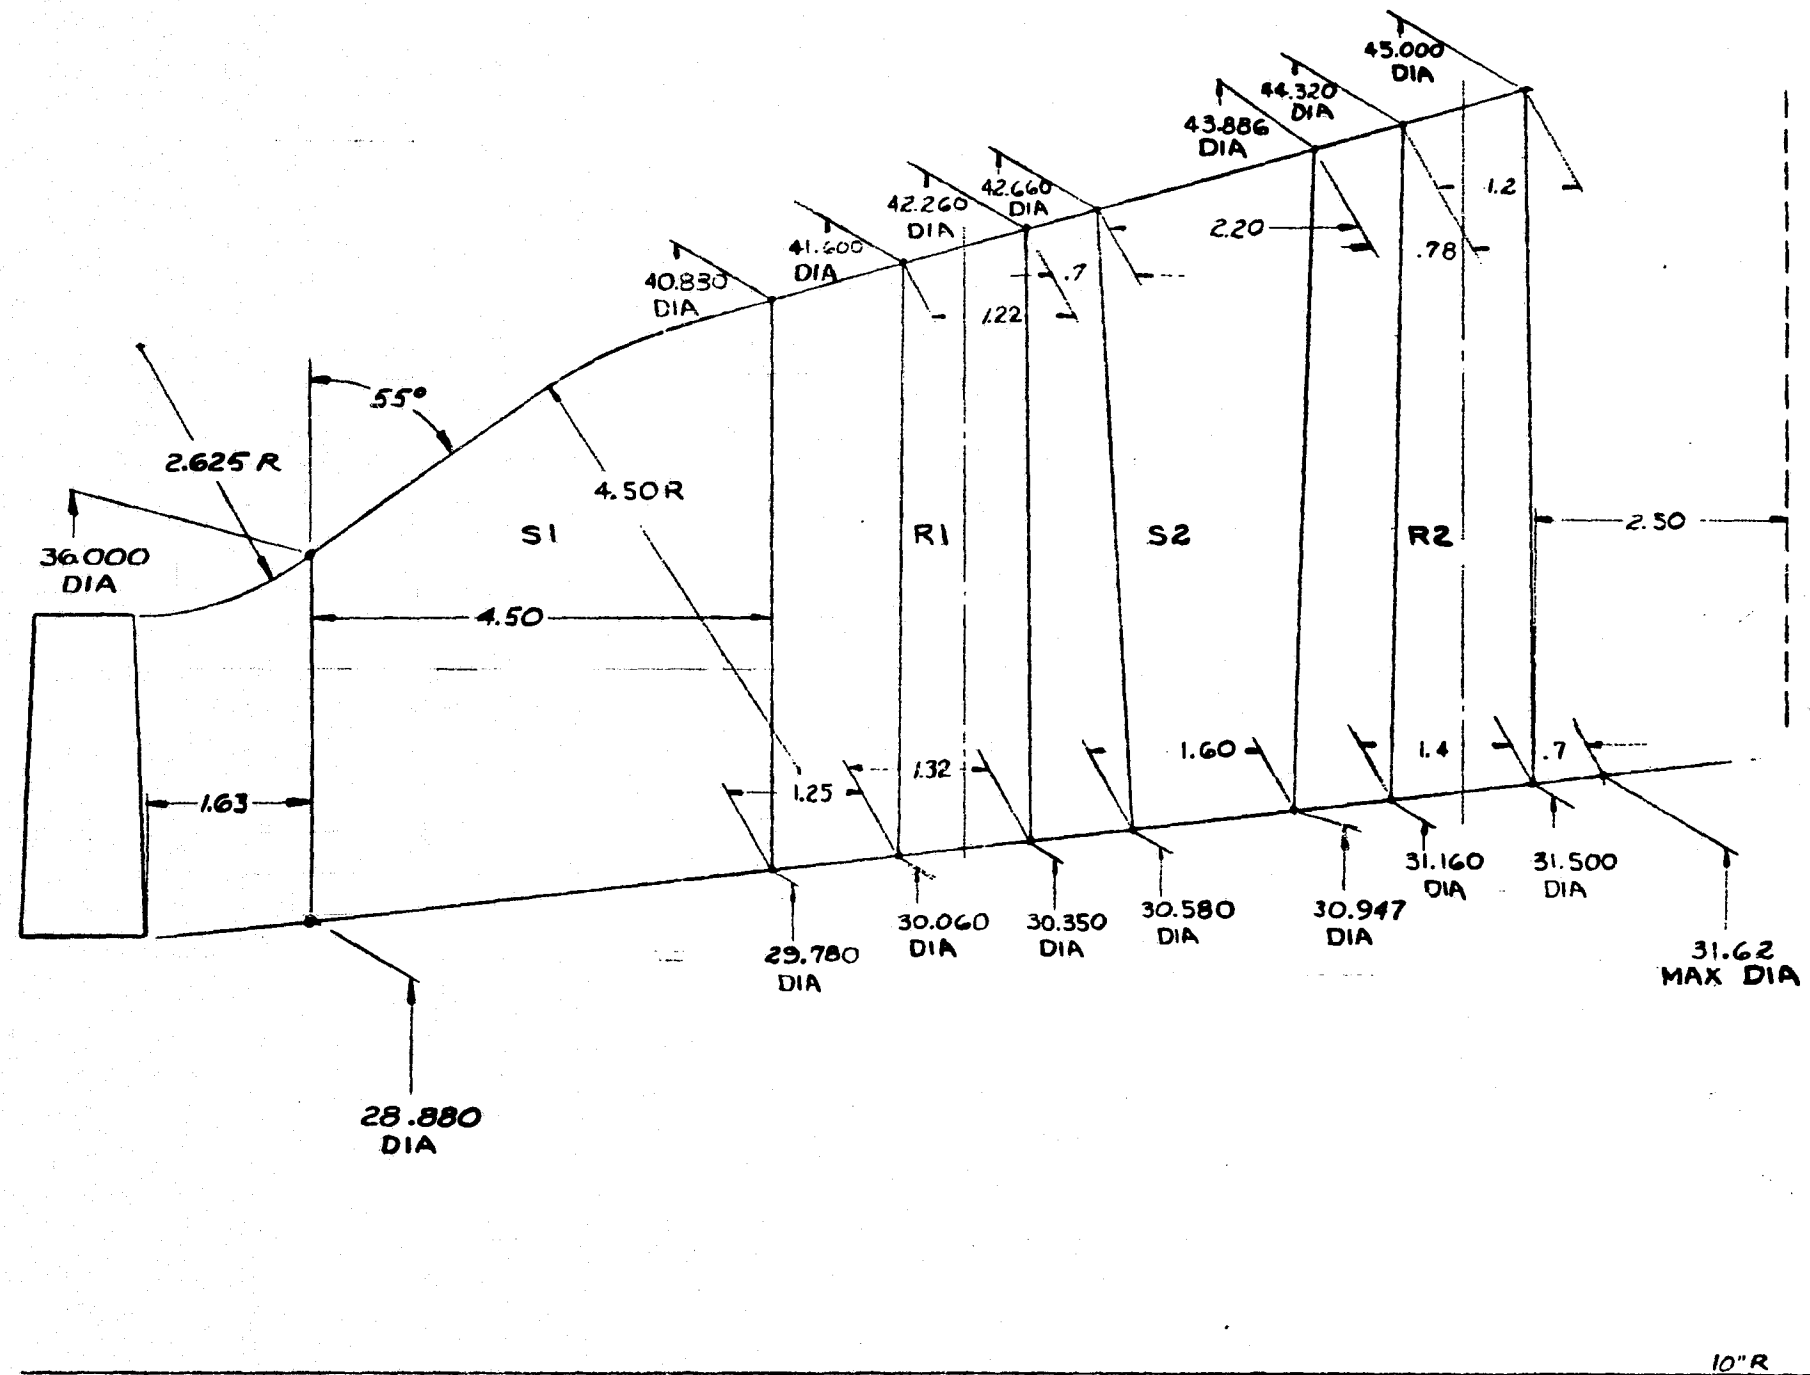 45.000
DIA
44.320
DIA
43.886
DIA
42.660
DIA
42.260
DIA
41.600
DIA
40.830
DIA
1.2
2.20
.78
.7
1.22
55°
2.625 R
4.50 R
36.000
DIA
S1
R1
S2
R2
2.50
4.50
1.63
1.25
1.32
1.60
1.4
.7
29.780
DIA
30.060
DIA
30.350
DIA
30.580
DIA
30.947
DIA
31.160
DIA
31.500
DIA
31.62
MAX DIA
28.880
DIA
10" R